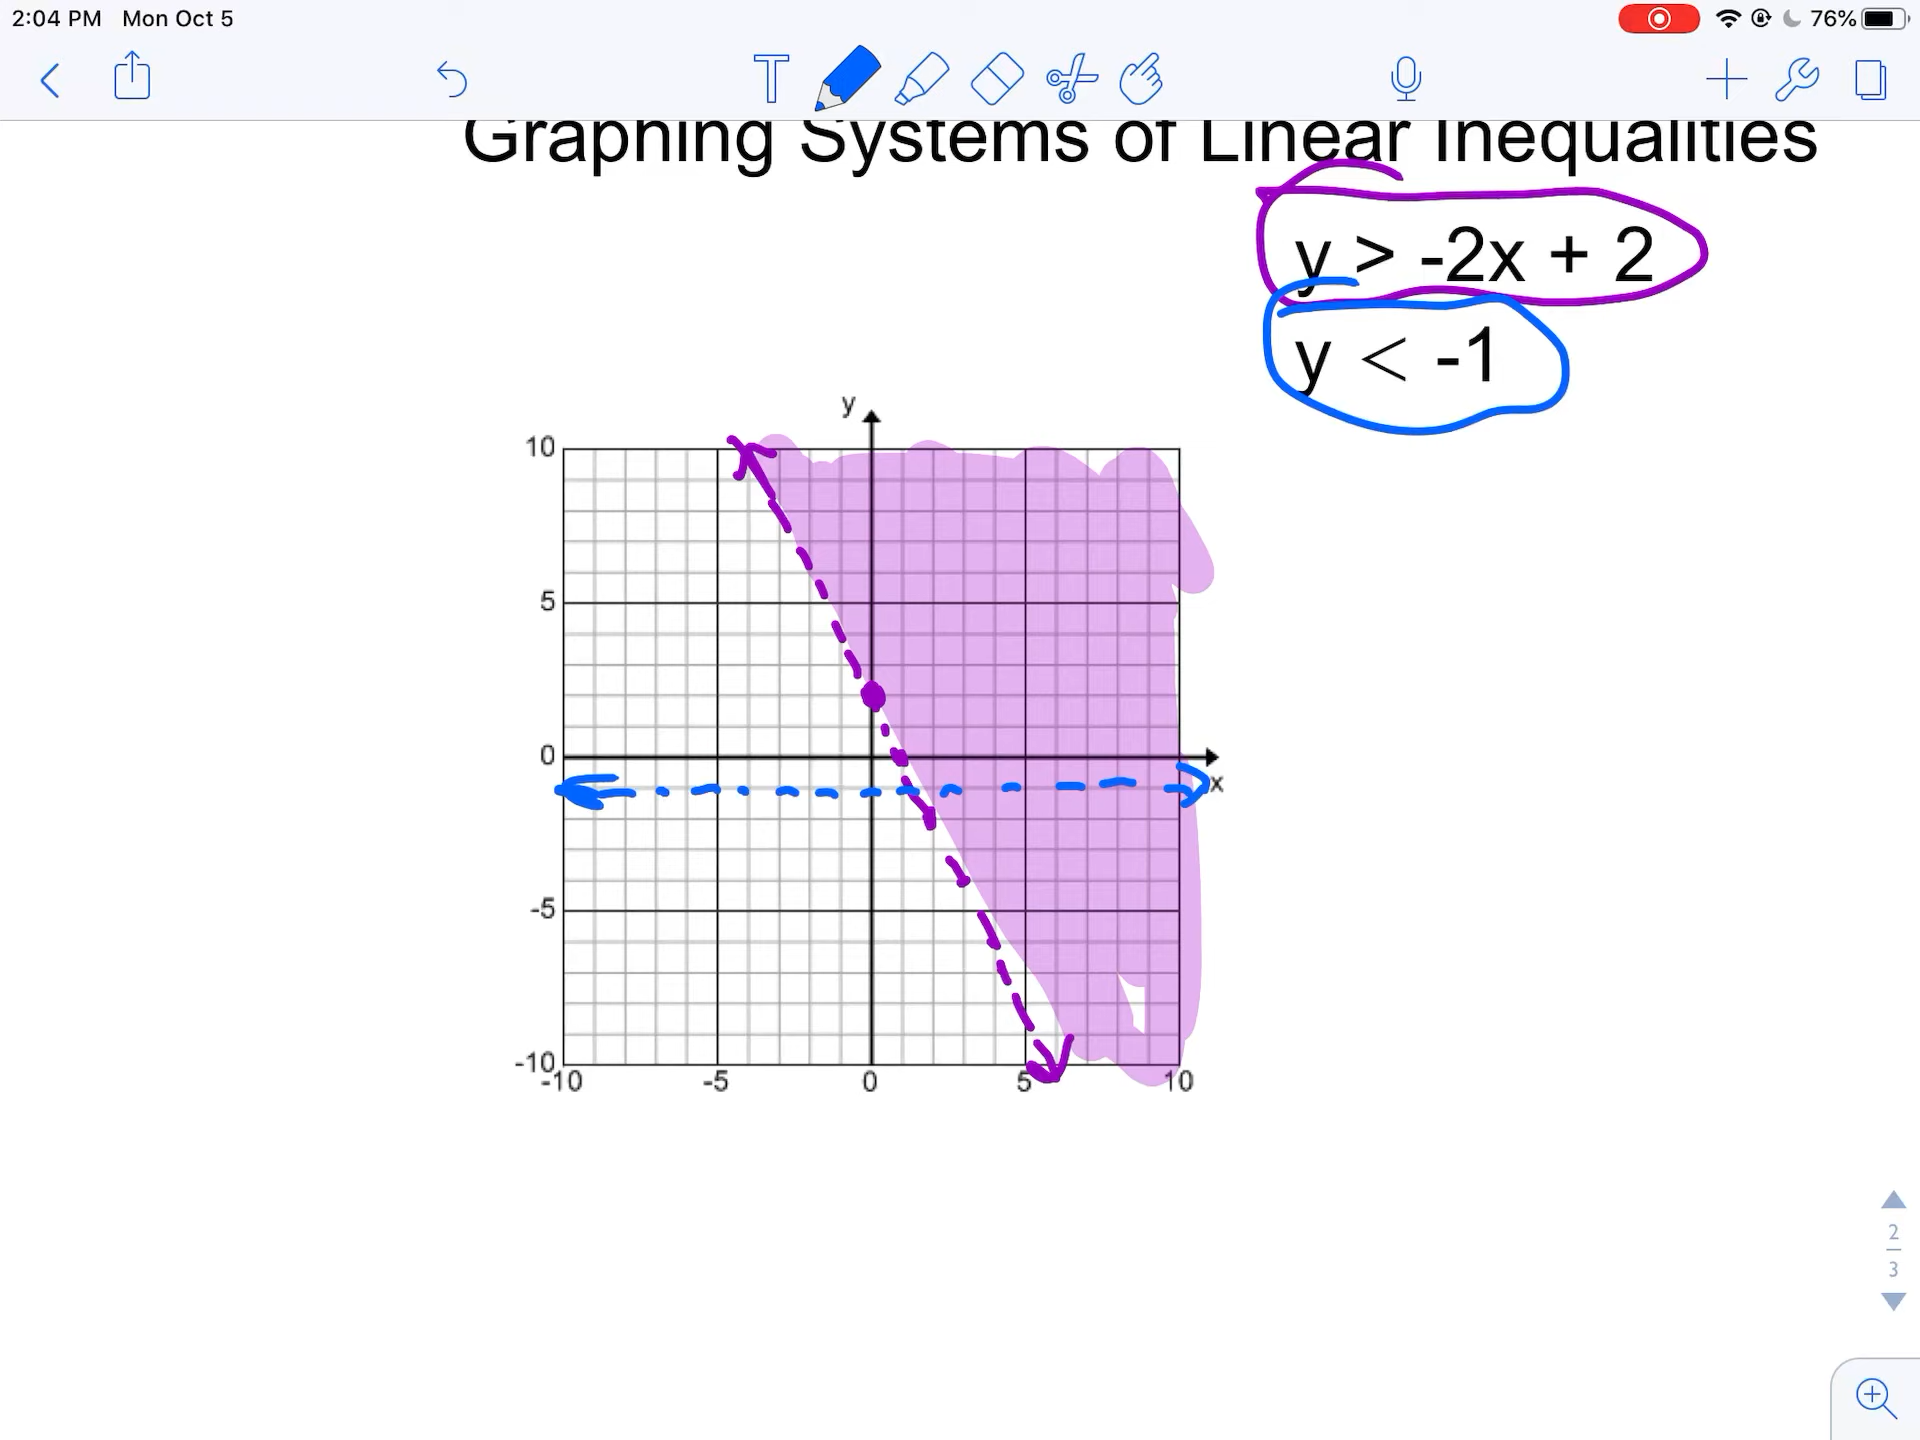 2:04 PM Mon Oct 5
76%
T
Graphing Systems of Linear Inequalities
y > -2x + 2
y < -1
y
10
5
0
x
-5
-10
-10 -5 0 5 10
2
3